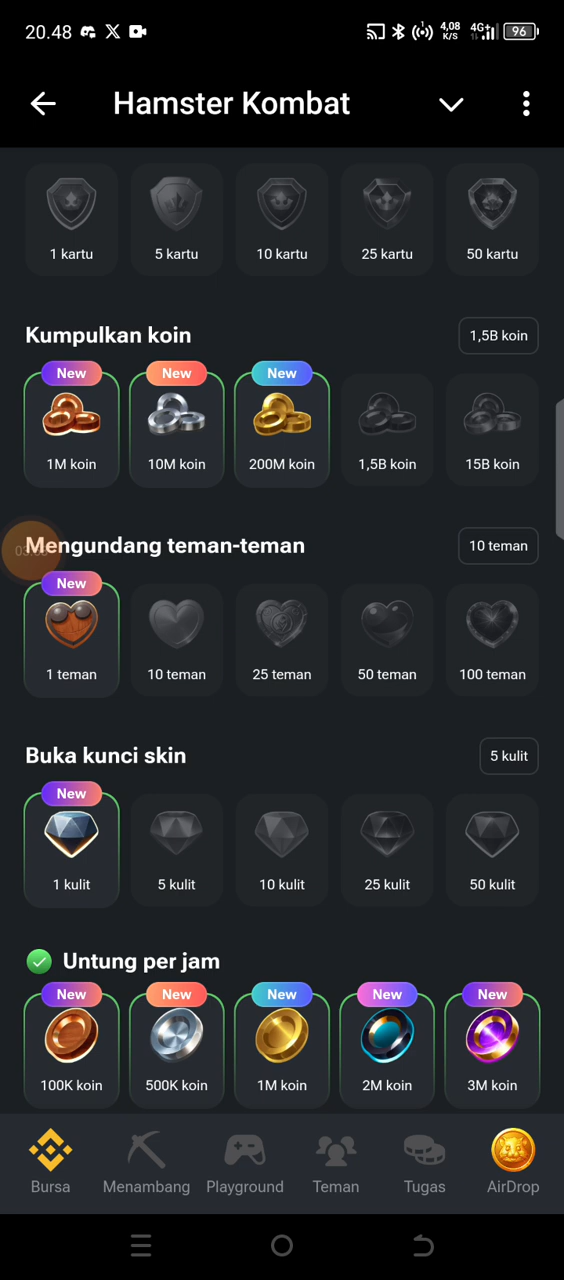 20.48
4,08
K/S
4G+
96
Hamster Kombat
1 kartu
5 kartu
10 kartu
25 kartu
50 kartu
Kumpulkan koin
1,5B koin
New
New
New
1M koin
10M koin
200M koin
1,5B koin
15B koin
Mengundang teman-teman
10 teman
New
1 teman
10 teman
25 teman
50 teman
100 teman
Buka kunci skin
5 kulit
New
1 kulit
5 kulit
10 kulit
25 kulit
50 kulit
Untung per jam
New
New
New
New
New
100K koin
500K koin
1M koin
2M koin
3M koin
Bursa
Menambang
Playground
Teman
Tugas
AirDrop